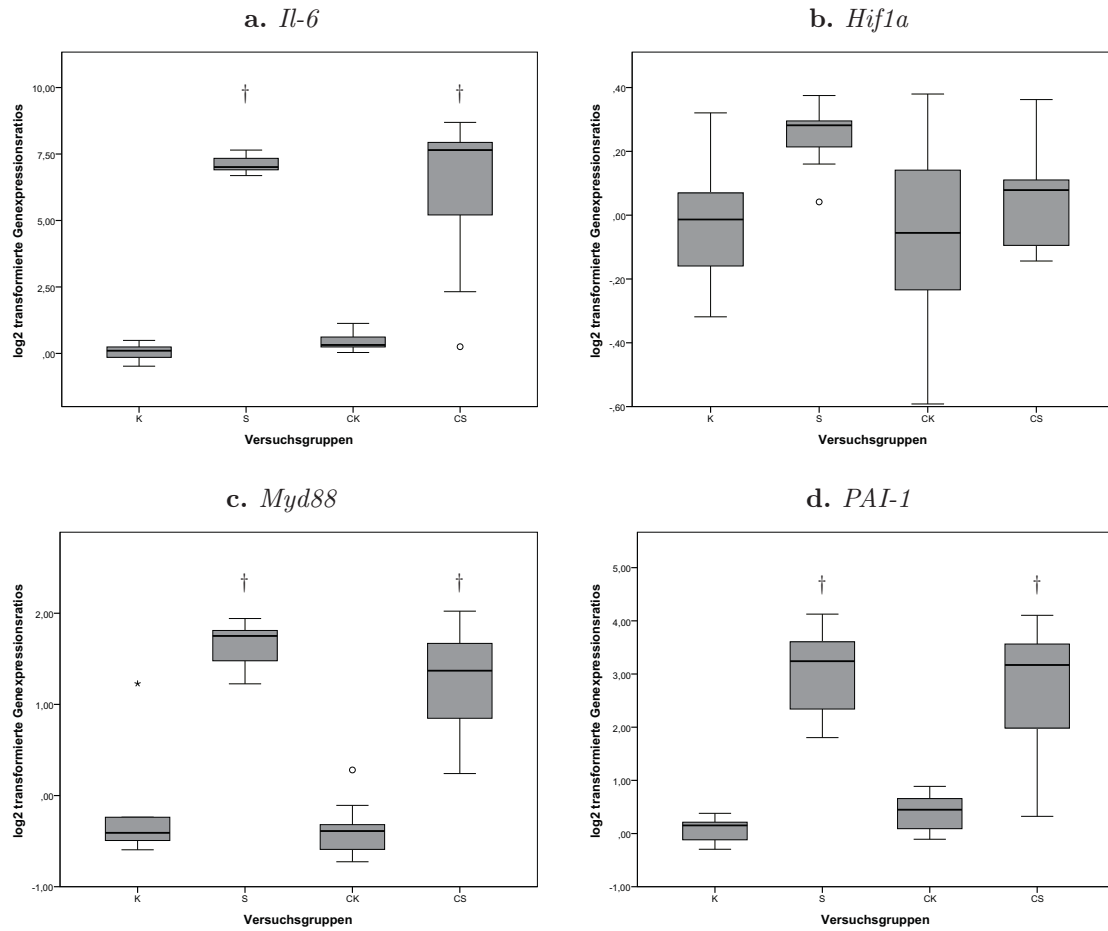 a. Il-6
log2 transformierte Genexpressionsratios
10,00
7,50
5,00
2,50
,00
† †
K S CK CS
Versuchsgruppen
b. Hif1a
log2 transformierte Genexpressionsratios
,40
,20
,00
-,20
-,40
-,60
K S CK CS
Versuchsgruppen
c. Myd88
log2 transformierte Genexpressionsratios
2,00
1,00
,00
-1,00
† †
K S CK CS
Versuchsgruppen
d. PAI-1
log2 transformierte Genexpressionsratios
5,00
4,00
3,00
2,00
1,00
,00
-1,00
† †
K S CK CS
Versuchsgruppen